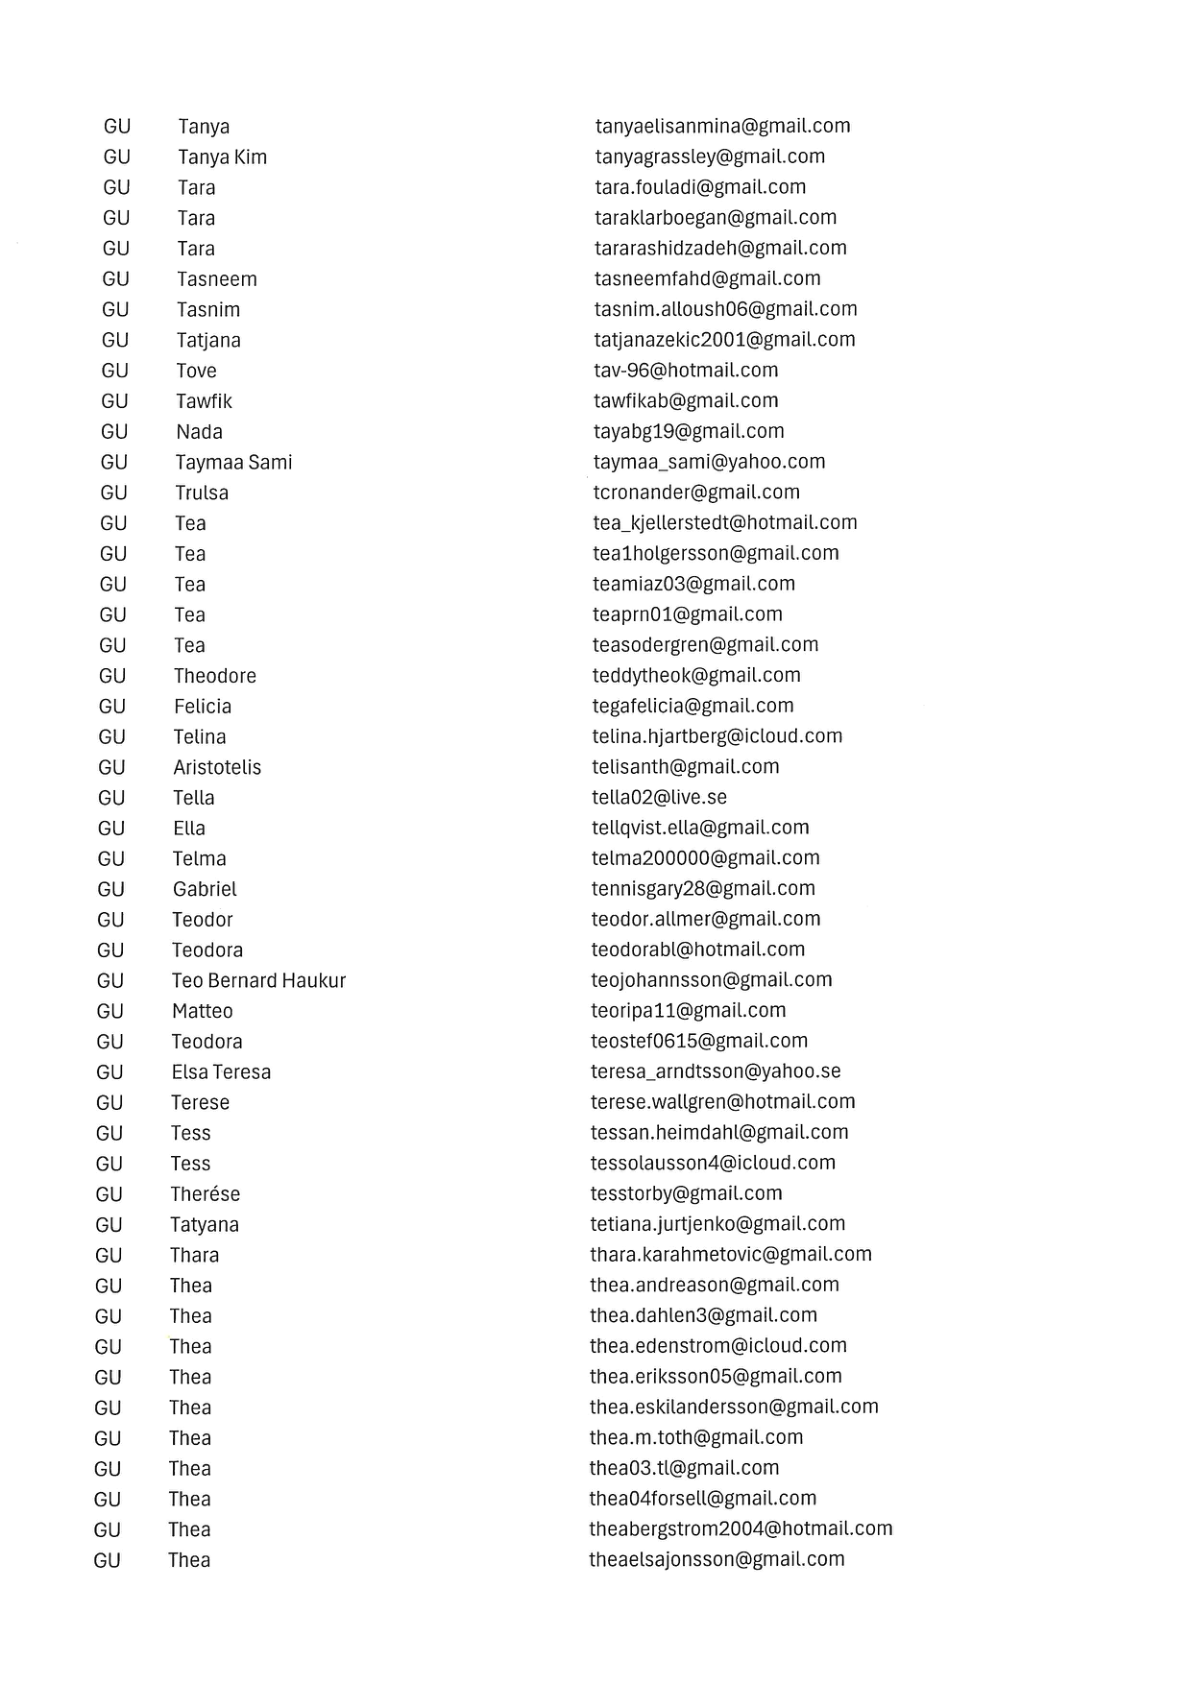 GU Tanya tanyaelisanmina@gmail.com
GU Tanya Kim tanyagrassley@gmail.com
GU Tara tara.fouladi@gmail.com
GU Tara taraklarboegan@gmail.com
GU Tara tararashidzadeh@gmail.com
GU Tasneem tasneemfahd@gmail.com
GU Tasnim tasnim.alloush06@gmail.com
GU Tatjana tatjanazekic2001@gmail.com
GU Tove tav-96@hotmail.com
GU Tawfik tawfikab@gmail.com
GU Nada tayabg19@gmail.com
GU Taymaa Sami taymaa_sami@yahoo.com
GU Trulsa tcronander@gmail.com
GU Tea tea_kjellerstedt@hotmail.com
GU Tea tea1holgersson@gmail.com
GU Tea teamiaz03@gmail.com
GU Tea teaprn01@gmail.com
GU Tea teasodergren@gmail.com
GU Theodore teddytheok@gmail.com
GU Felicia tegafelicia@gmail.com
GU Telina telina.hjartberg@icloud.com
GU Aristotelis telisanth@gmail.com
GU Tella tella02@live.se
GU Ella tellqvist.ella@gmail.com
GU Telma telma200000@gmail.com
GU Gabriel tennisgary28@gmail.com
GU Teodor teodor.allmer@gmail.com
GU Teodora teodorabl@hotmail.com
GU Teo Bernard Haukur teojohannsson@gmail.com
GU Matteo teoripa11@gmail.com
GU Teodora teostef0615@gmail.com
GU Elsa Teresa teresa_arndtsson@yahoo.se
GU Terese terese.wallgren@hotmail.com
GU Tess tessan.heimdahl@gmail.com
GU Tess tessolausson4@icloud.com
GU Therése tesstorby@gmail.com
GU Tatyana tetiana.jurtjenko@gmail.com
GU Thara thara.karahmetovic@gmail.com
GU Thea thea.andreason@gmail.com
GU Thea thea.dahlen3@gmail.com
GU Thea thea.edenstrom@icloud.com
GU Thea thea.eriksson05@gmail.com
GU Thea thea.eskilandersson@gmail.com
GU Thea thea.m.toth@gmail.com
GU Thea thea03.tl@gmail.com
GU Thea thea04forsell@gmail.com
GU Thea theabergstrom2004@hotmail.com
GU Thea theaelsajonsson@gmail.com